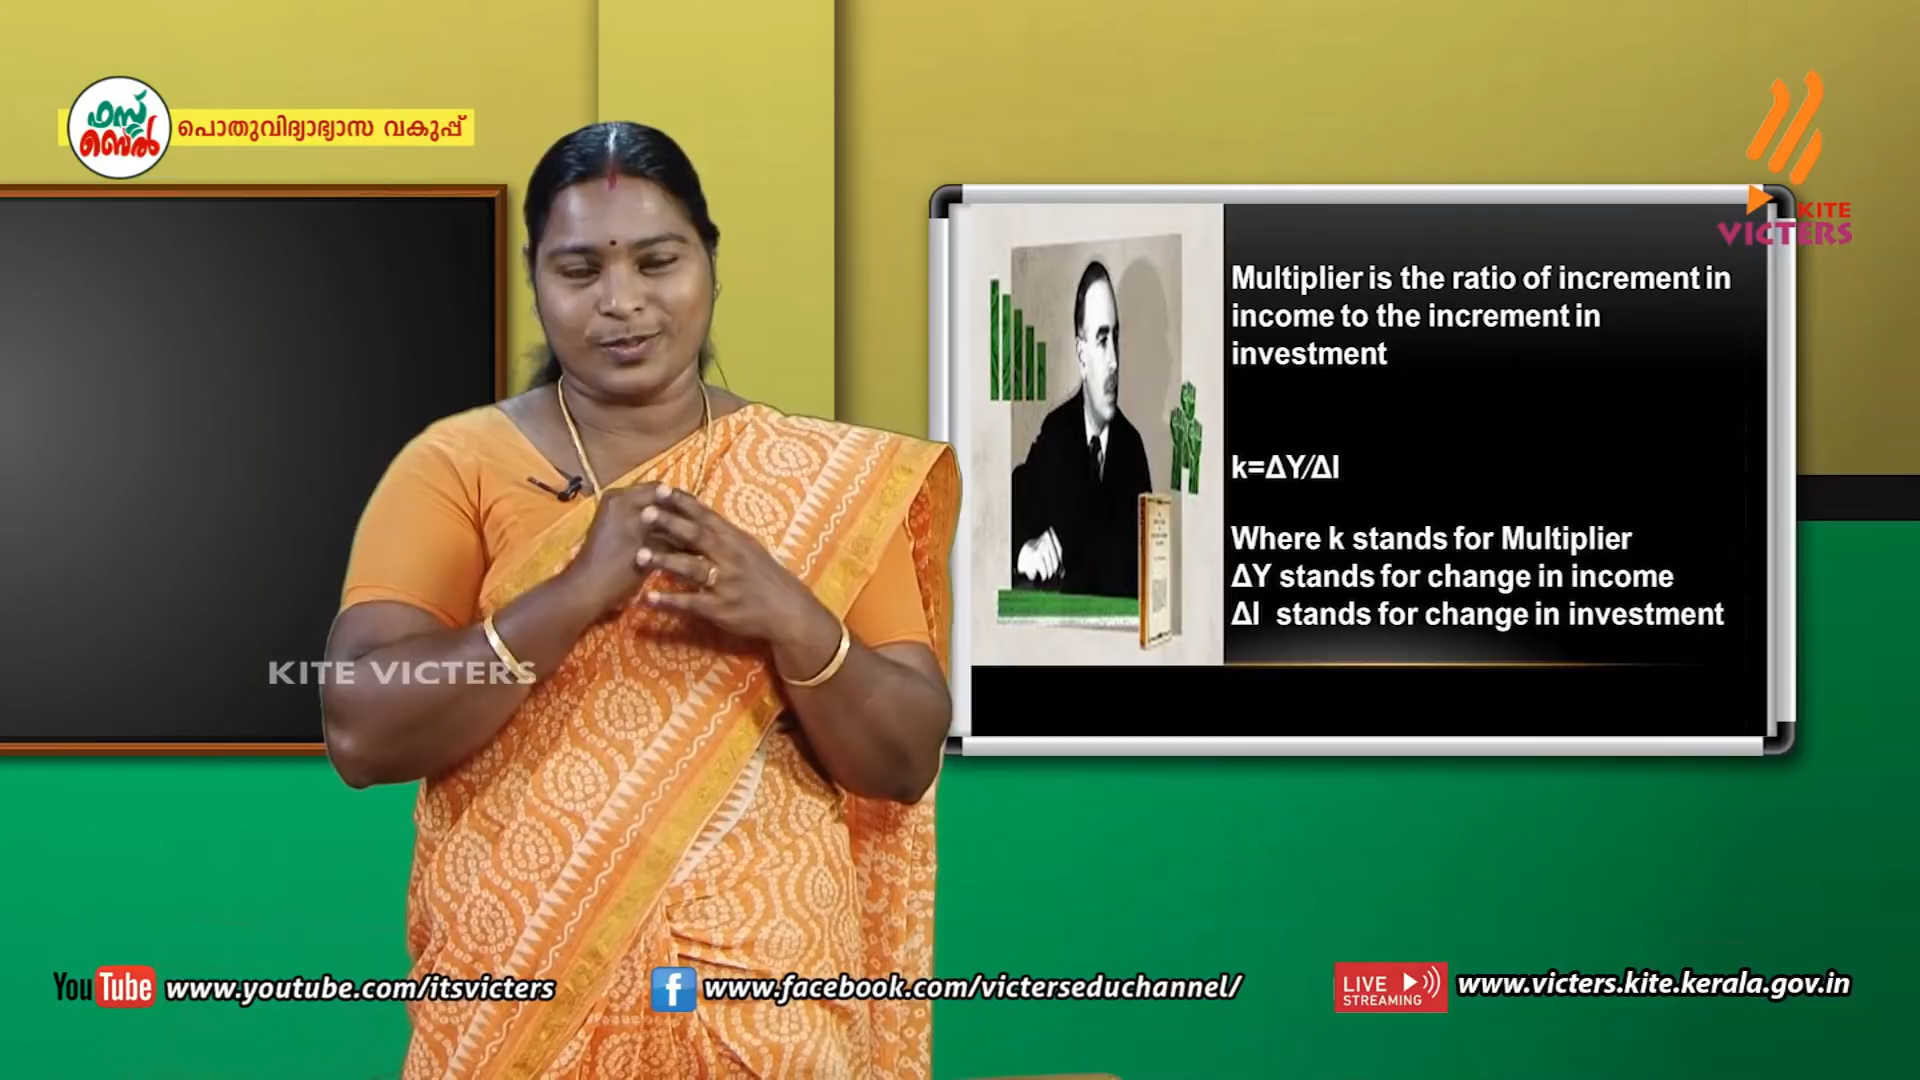 ഫസ്റ്റ്
ബെൽ
പൊതുവിദ്യാഭ്യാസ വകുപ്പ്
KITE
VICTERS
Multiplier is the ratio of increment in
income to the increment in
investment
k=ΔY/ΔI
Where k stands for Multiplier
ΔY stands for change in income
ΔI stands for change in investment
KITE VICTERS
YouTube www.youtube.com/itsvicters
f www.facebook.com/victerseduchannel/
LIVE
STREAMING
www.victers.kite.kerala.gov.in